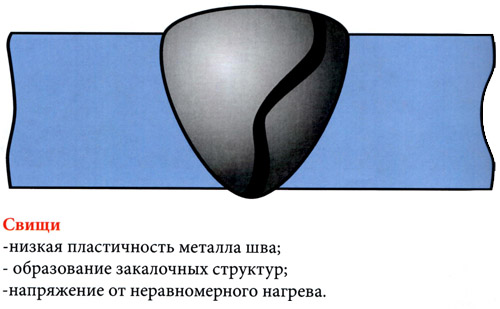 Свищи
-низкая пластичность металла шва;
- образование закалочных структур;
-напряжение от неравномерного нагрева.